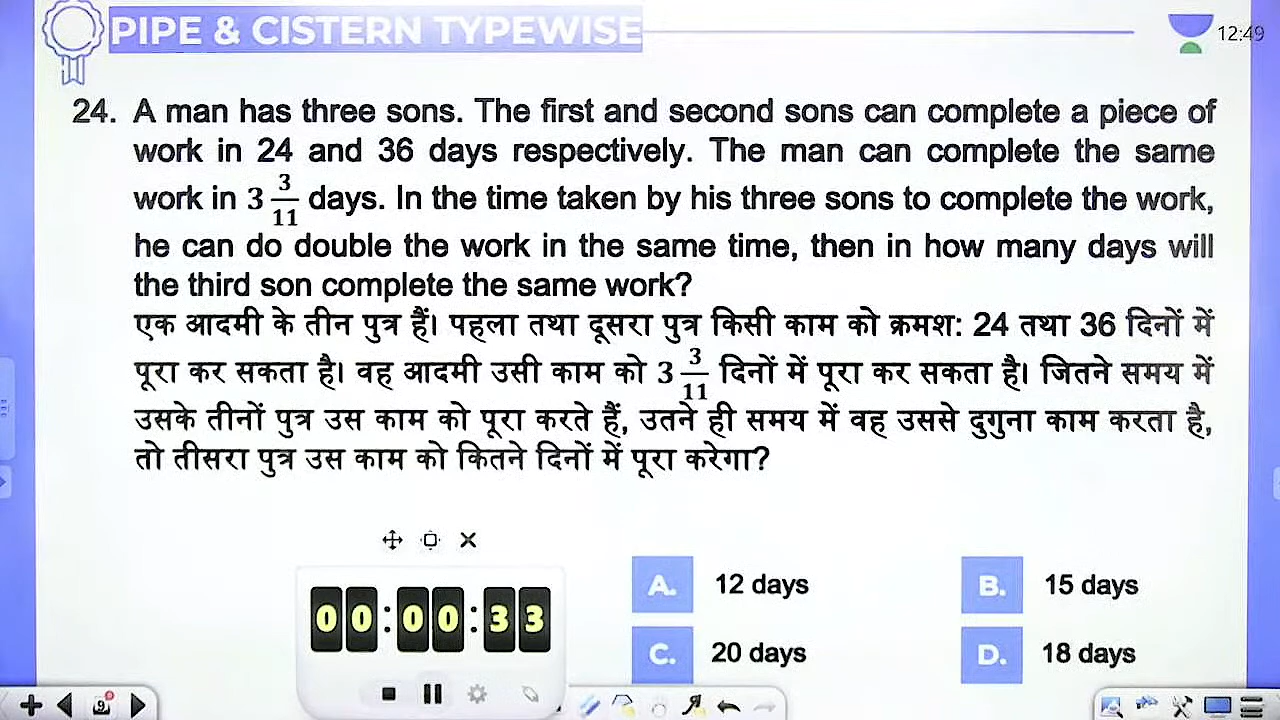 PIPE & CISTERN TYPEWISE
12:49
24. A man has three sons. The first and second sons can complete a piece of
work in 24 and 36 days respectively. The man can complete the same
work in 3 3/11 days. In the time taken by his three sons to complete the work,
he can do double the work in the same time, then in how many days will
the third son complete the same work?
एक आदमी के तीन पुत्र हैं। पहला तथा दूसरा पुत्र किसी काम को क्रमश: 24 तथा 36 दिनों में
पूरा कर सकता है। वह आदमी उसी काम को 3 3/11 दिनों में पूरा कर सकता है। जितने समय में
उसके तीनों पुत्र उस काम को पूरा करते हैं, उतने ही समय में वह उससे दुगुना काम करता है,
तो तीसरा पुत्र उस काम को कितने दिनों में पूरा करेगा?
00:00:33
A. 12 days
B. 15 days
C. 20 days
D. 18 days
9